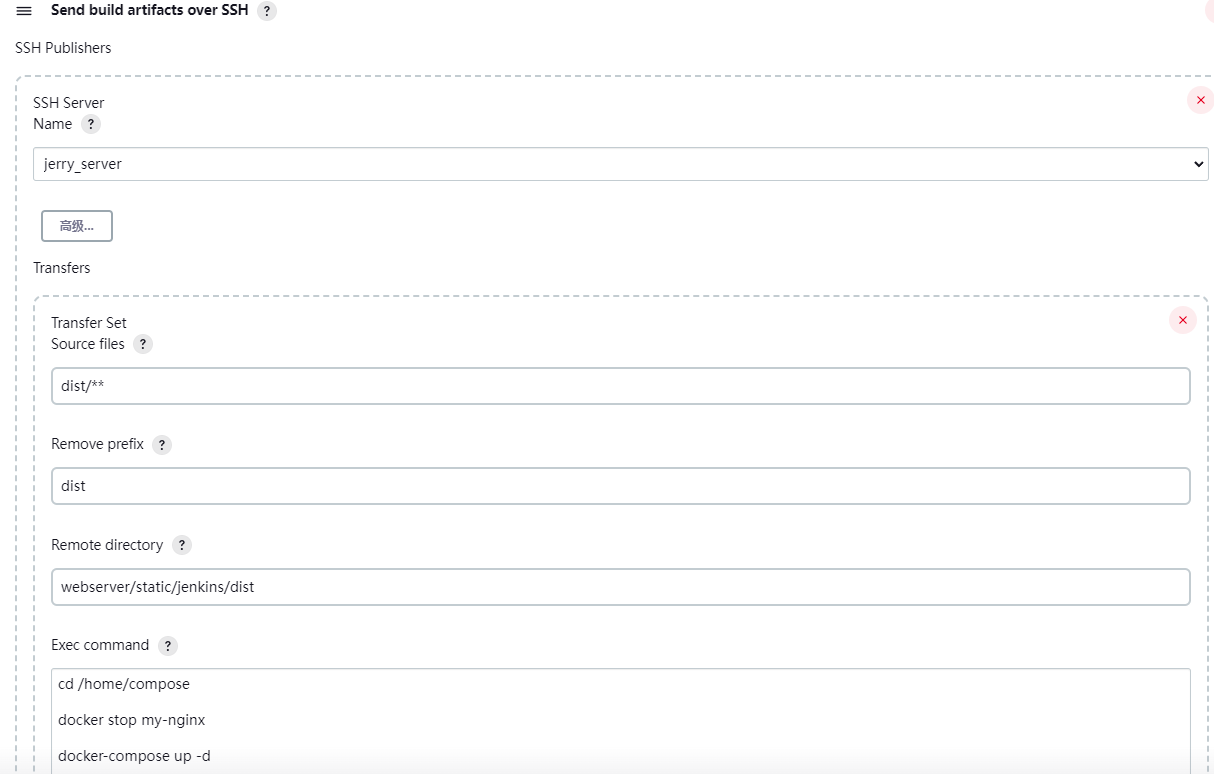 Send build artifacts over SSH ?
SSH Publishers
SSH Server
Name ?
jerry_server
高级...
Transfers
Transfer Set
Source files ?
dist/**
Remove prefix ?
dist
Remote directory ?
webserver/static/jenkins/dist
Exec command ?
cd /home/compose
docker stop my-nginx
docker-compose up -d